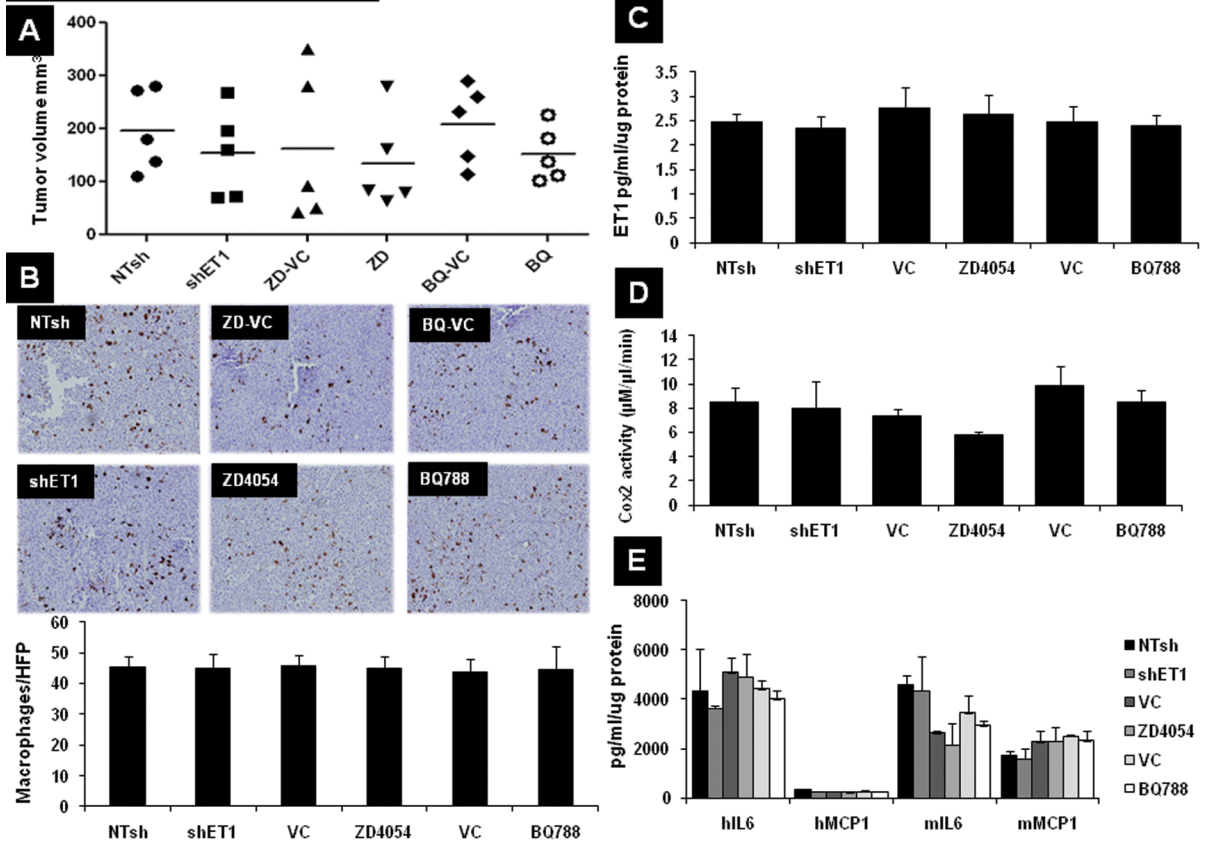 A
Tumor volume mm3
400
300
200
100
0
NTsh
shET1
ZD-VC
ZD
BQ-VC
BQ
B
NTsh
ZD-VC
BQ-VC
shET1
ZD4054
BQ788
Macrophages/HFP
60
50
40
30
20
10
0
NTsh shET1 VC ZD4054 VC BQ788
C
ET1 pg/ml/ug protein
3.5
3
2.5
2
1.5
1
0.5
0
NTsh shET1 VC ZD4054 VC BQ788
D
Cox2 activity (µM/µl/min)
14
12
10
8
6
4
2
0
NTsh shET1 VC ZD4054 VC BQ788
E
pg/ml/ug protein
8000
6000
4000
2000
0
hIL6 hMCP1 mIL6 mMCP1
NTsh
shET1
VC
ZD4054
VC
BQ788